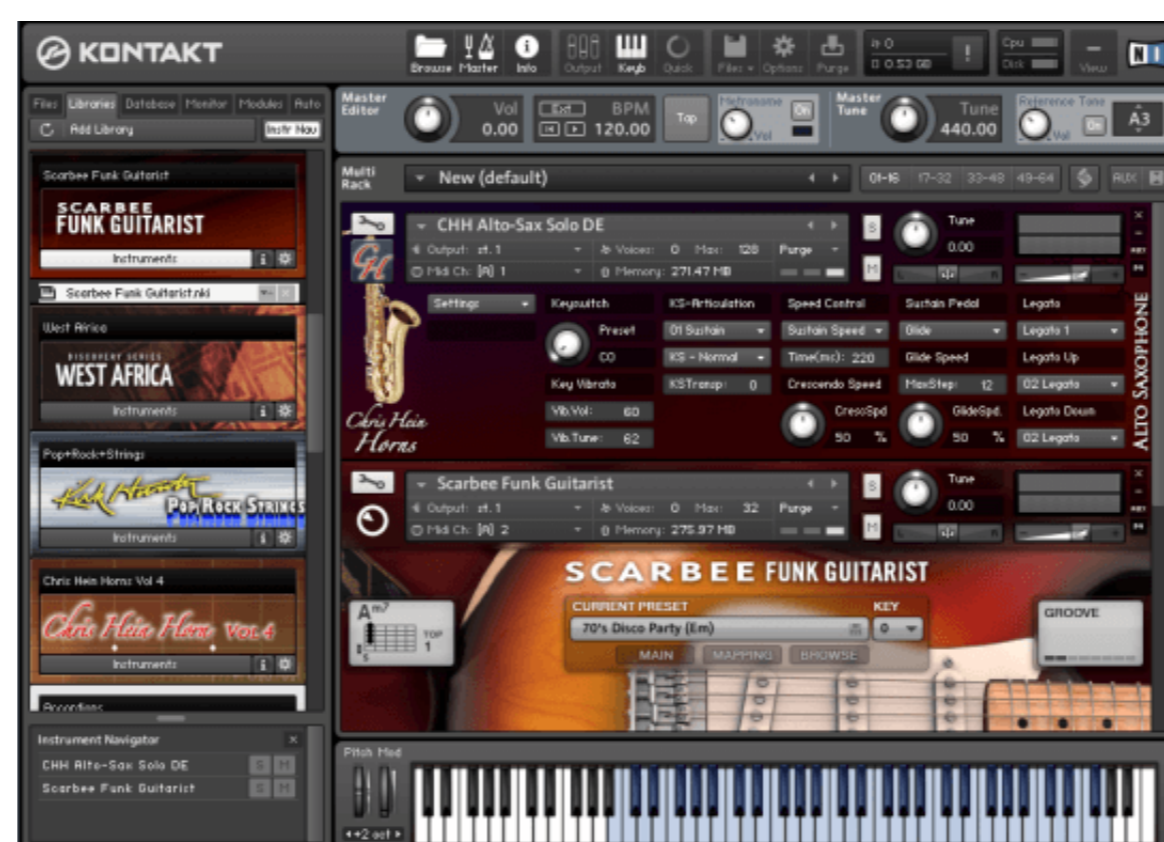 KONTAKT
Browse Master Info Output Keyb Quick Files Options Purge
0
0.53 GB
!
Cpu
Disk
View
NI
Files Libraries Database Monitor Modules Auto
Add Library Instr Nav
Scarbee Funk Guitarist
SCARBEE
FUNK GUITARIST
Instruments i
Scarbee Funk Guitarist.nki
West Africa
DISCOVERY SERIES
WEST AFRICA
Instruments i
Pop+Rock+Strings
Kirk Hunter
Pop/Rock Strings
Instruments i
Chris Hein Horns Vol 4
Chris Hein Horns Vol.4
Instruments i
Accordions
Instrument Navigator ×
CHH Alto-Sax Solo DE S M
Scarbee Funk Guitarist S M
Master
Editor
Vol
0.00
Ext BPM
120.00
Tap
Metronome
On
Vol
Master
Tune
Tune
440.00
Reference Tone
On
Vol
A3
Multi
Rack
New (default)
01-16 17-32 33-48 49-64 AUX
CHH Alto-Sax Solo DE
S
Tune
0.00
Output: st. 1 Voices: 0 Max: 128 Purge
Midi Ch: [A] 1 Memory: 271.47 MB
M
L R
Settings Keyswitch KS-Articulation Speed Control Sustain Pedal Legato
Preset 01 Sustain Sustain Speed Glide Legato 1
C0 KS - Normal Time(ms): 220 Glide Speed Legato Up
Key Vibrato KSTransp: 0 Crescendo Speed MaxStep: 12 02 Legato
Vib.Vol: 60 CrescSpd GlideSpd. Legato Down
Vib.Tune: 62 50 % 50 % 02 Legato
Chris Hein
Horns
ALTO SAXOPHONE
Scarbee Funk Guitarist
S
Tune
0.00
Output: st. 1 Voices: 0 Max: 32 Purge
Midi Ch: [A] 2 Memory: 275.97 MB
M
SCARBEE FUNK GUITARIST
Am7
TOP
1
5
CURRENT PRESET KEY
70's Disco Party (Em) 0
MAIN MAPPING BROWSE
GROOVE
Pitch Mod
+2 oct